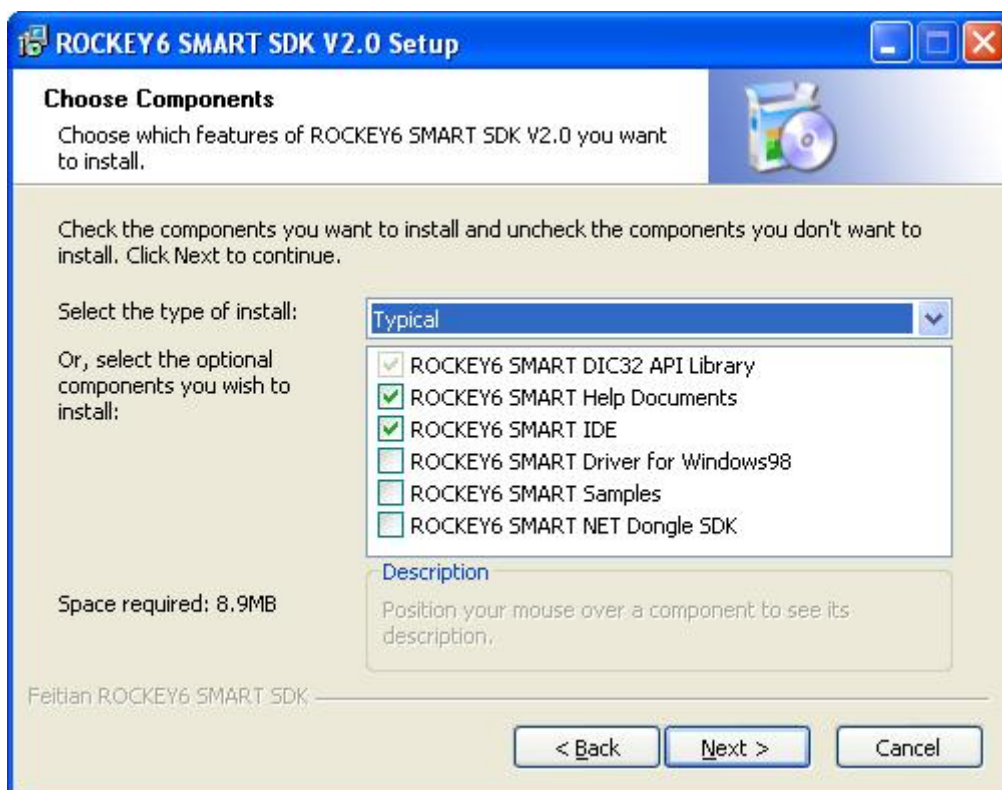 ROCKEY6 SMART SDK V2.0 Setup
Choose Components
Choose which features of ROCKEY6 SMART SDK V2.0 you want
to install.
Check the components you want to install and uncheck the components you don't want to
install. Click Next to continue.
Select the type of install:
Typical
Or, select the optional
components you wish to
install:
ROCKEY6 SMART DIC32 API Library
ROCKEY6 SMART Help Documents
ROCKEY6 SMART IDE
ROCKEY6 SMART Driver for Windows98
ROCKEY6 SMART Samples
ROCKEY6 SMART NET Dongle SDK
Space required: 8.9MB
Description
Position your mouse over a component to see its
description.
Feitian ROCKEY6 SMART SDK
< Back
Next >
Cancel